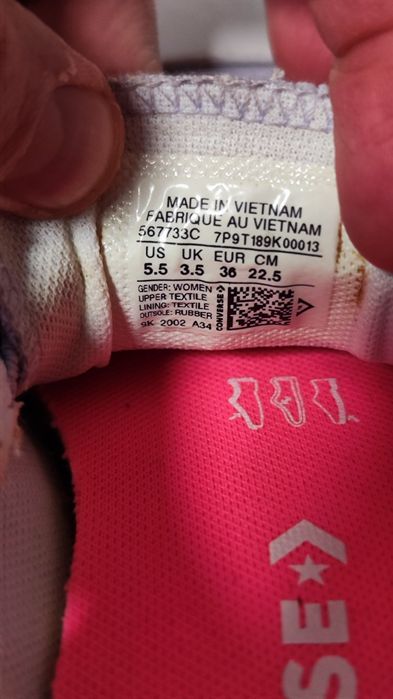 MADE IN VIETNAM
FABRIQUE AU VIETNAM
567733C 7P9T189K00013
US UK EUR CM
5.5 3.5 36 22.5
GENDER: WOMEN
UPPER TEXTILE
LINING: TEXTILE
OUTSOLE: RUBBER
9K 2002 A34
CONVERSE
SE